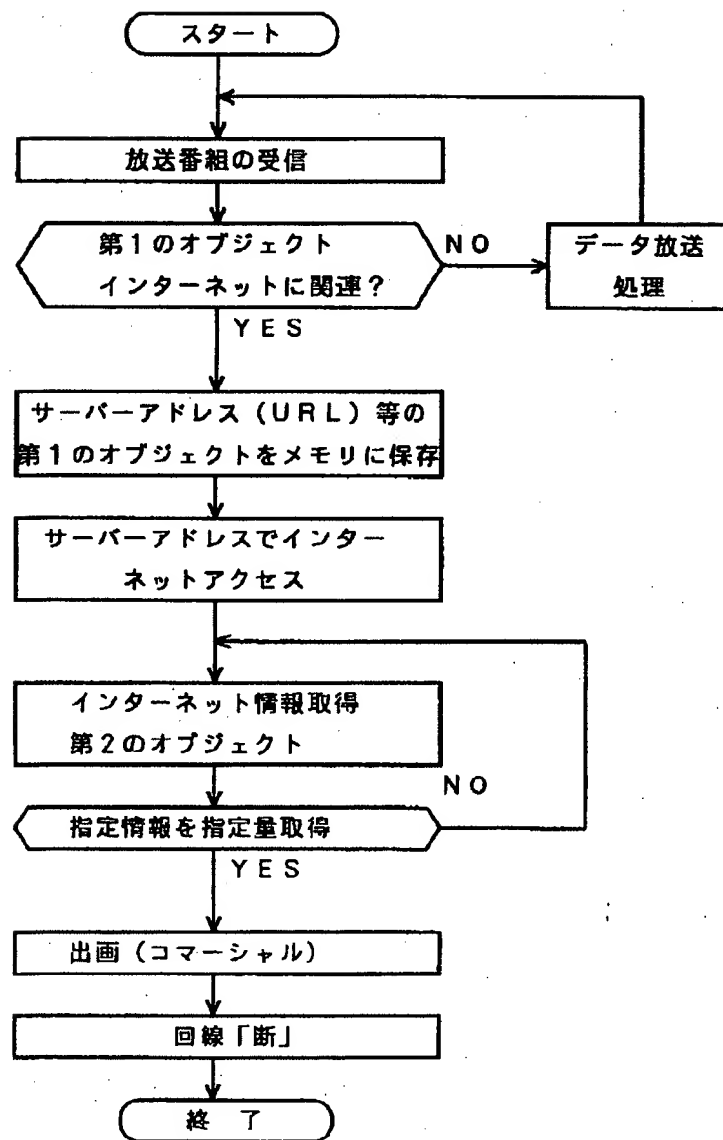 スタート
放送番組の受信
第1のオブジェクト
インターネットに関連?
NO
データ放送
処理
YES
サーバーアドレス(URL)等の
第1のオブジェクトをメモリに保存
サーバーアドレスでインター
ネットアクセス
インターネット情報取得
第2のオブジェクト
NO
指定情報を指定量取得
YES
出画(コマーシャル)
回線「断」
終 了